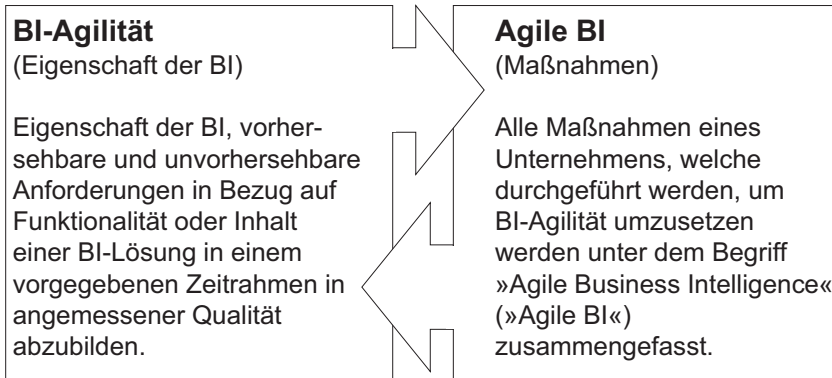 BI-Agilität
(Eigenschaft der BI)
Eigenschaft der BI, vorher-
sehbare und unvorhersehbare
Anforderungen in Bezug auf
Funktionalität oder Inhalt
einer BI-Lösung in einem
vorgegebenen Zeitrahmen in
angemessener Qualität
abzubilden.
Agile BI
(Maßnahmen)
Alle Maßnahmen eines
Unternehmens, welche
durchgeführt werden, um
BI-Agilität umzusetzen
werden unter dem Begriff
»Agile Business Intelligence«
(»Agile BI«)
zusammengefasst.